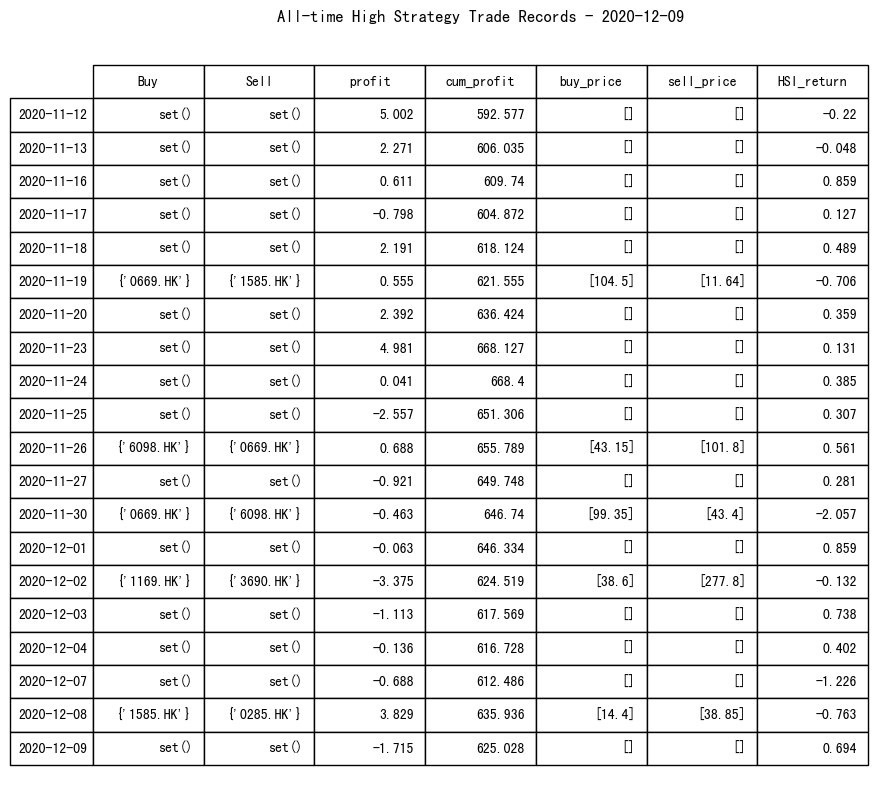 All-time High Strategy Trade Records - 2020-12-09
Buy Sell profit cum_profit buy_price sell_price HSI_return
2020-11-12 set() set() 5.002 592.577 [] [] -0.22
2020-11-13 set() set() 2.271 606.035 [] [] -0.048
2020-11-16 set() set() 0.611 609.74 [] [] 0.859
2020-11-17 set() set() -0.798 604.872 [] [] 0.127
2020-11-18 set() set() 2.191 618.124 [] [] 0.489
2020-11-19 {'0669.HK'} {'1585.HK'} 0.555 621.555 [104.5] [11.64] -0.706
2020-11-20 set() set() 2.392 636.424 [] [] 0.359
2020-11-23 set() set() 4.981 668.127 [] [] 0.131
2020-11-24 set() set() 0.041 668.4 [] [] 0.385
2020-11-25 set() set() -2.557 651.306 [] [] 0.307
2020-11-26 {'6098.HK'} {'0669.HK'} 0.688 655.789 [43.15] [101.8] 0.561
2020-11-27 set() set() -0.921 649.748 [] [] 0.281
2020-11-30 {'0669.HK'} {'6098.HK'} -0.463 646.74 [99.35] [43.4] -2.057
2020-12-01 set() set() -0.063 646.334 [] [] 0.859
2020-12-02 {'1169.HK'} {'3690.HK'} -3.375 624.519 [38.6] [277.8] -0.132
2020-12-03 set() set() -1.113 617.569 [] [] 0.738
2020-12-04 set() set() -0.136 616.728 [] [] 0.402
2020-12-07 set() set() -0.688 612.486 [] [] -1.226
2020-12-08 {'1585.HK'} {'0285.HK'} 3.829 635.936 [14.4] [38.85] -0.763
2020-12-09 set() set() -1.715 625.028 [] [] 0.694